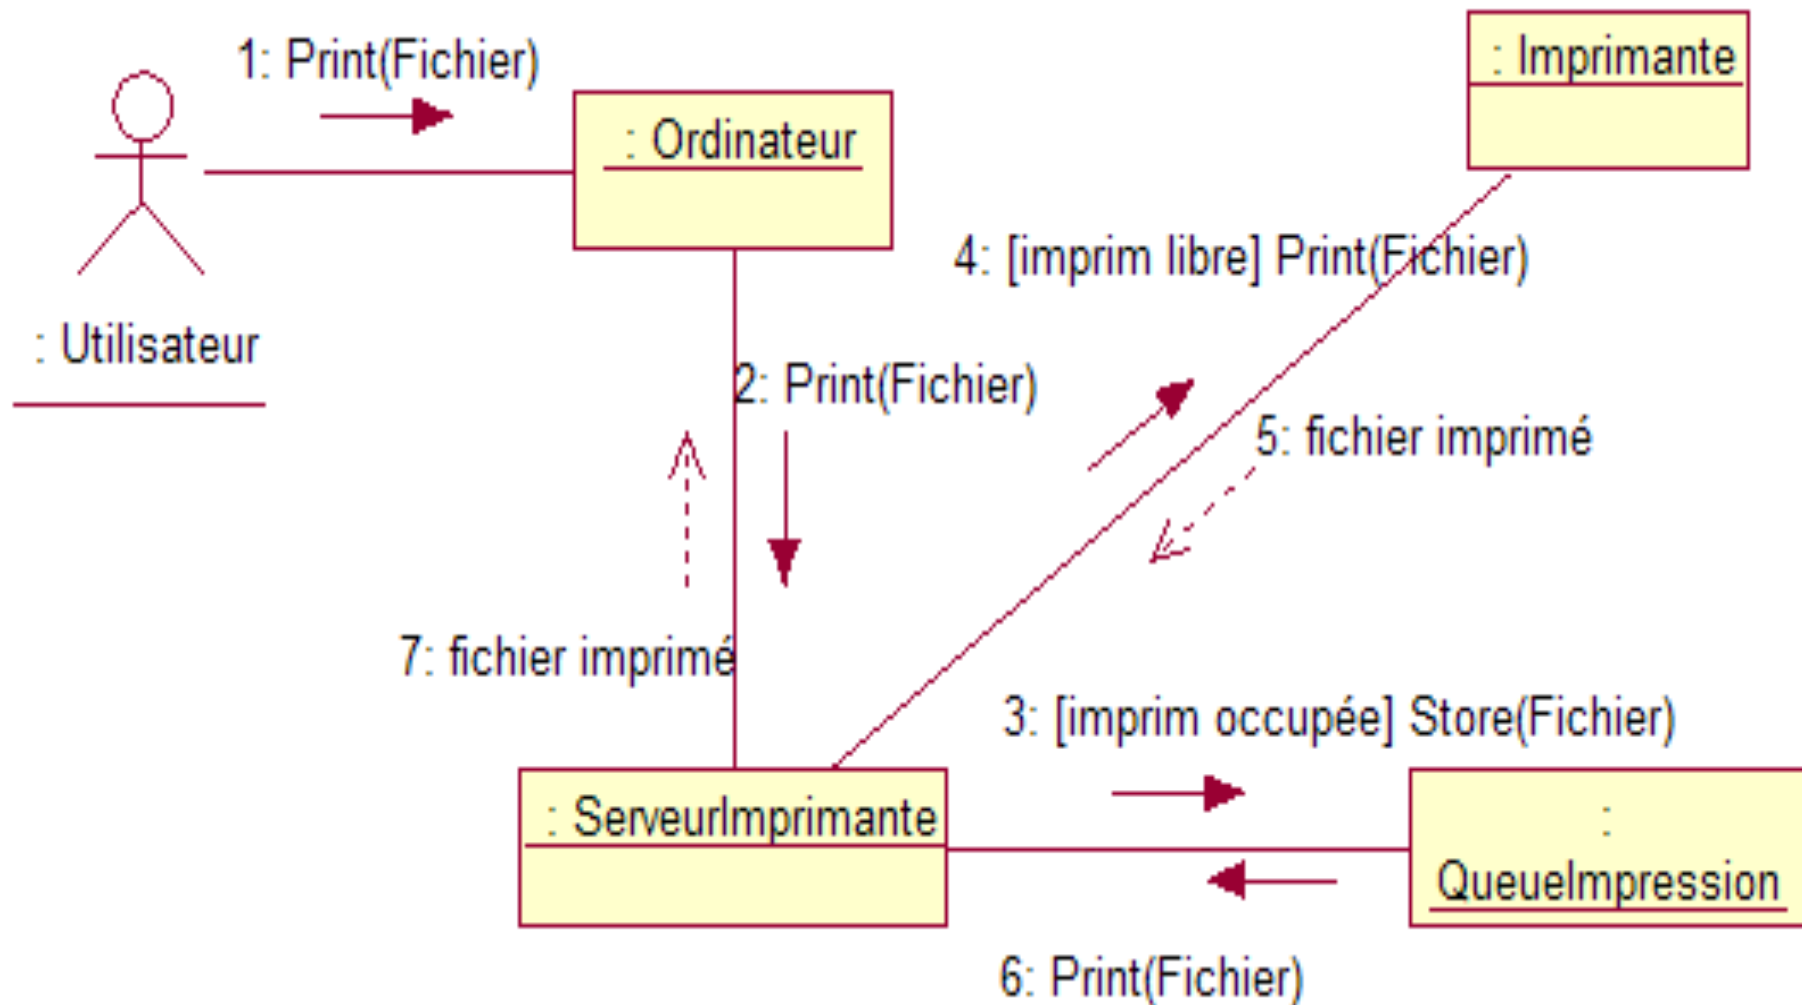 1: Print(Fichier)
: Imprimante
: Ordinateur
4: [imprim libre] Print(Fichier)
: Utilisateur
2: Print(Fichier)
5: fichier imprimé
7: fichier imprimé
3: [imprim occupée] Store(Fichier)
: ServeurImprimante
:
QueueImpression
6: Print(Fichier)